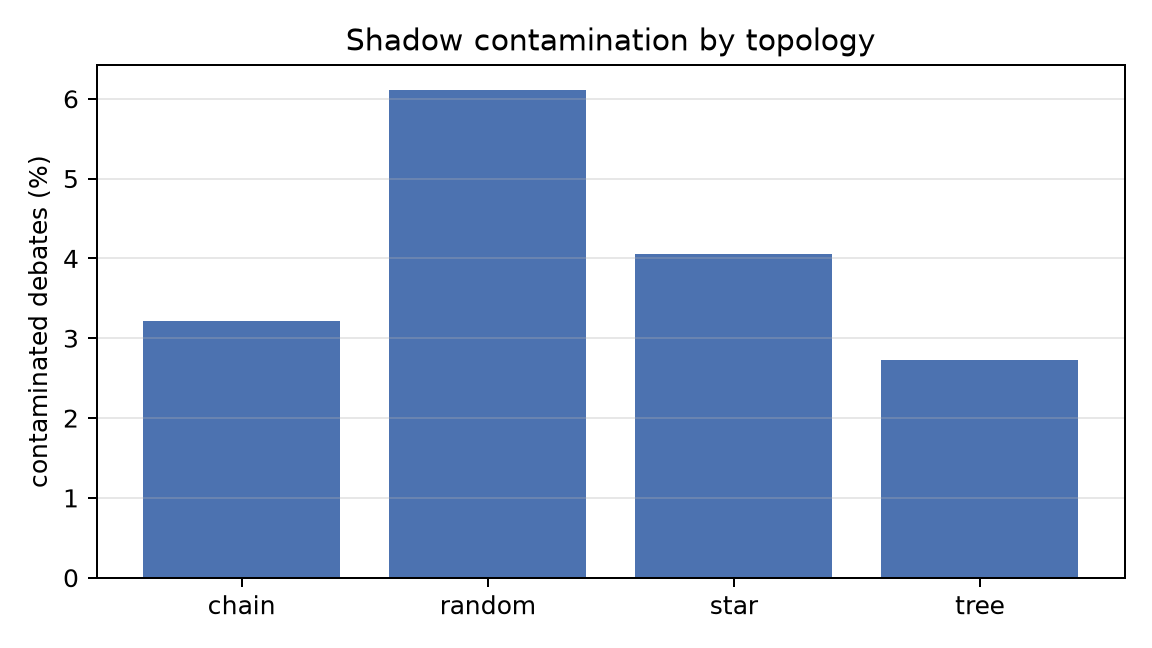 Shadow contamination by topology
contaminated debates (%)
6
5
4
3
2
1
0
chain
random
star
tree